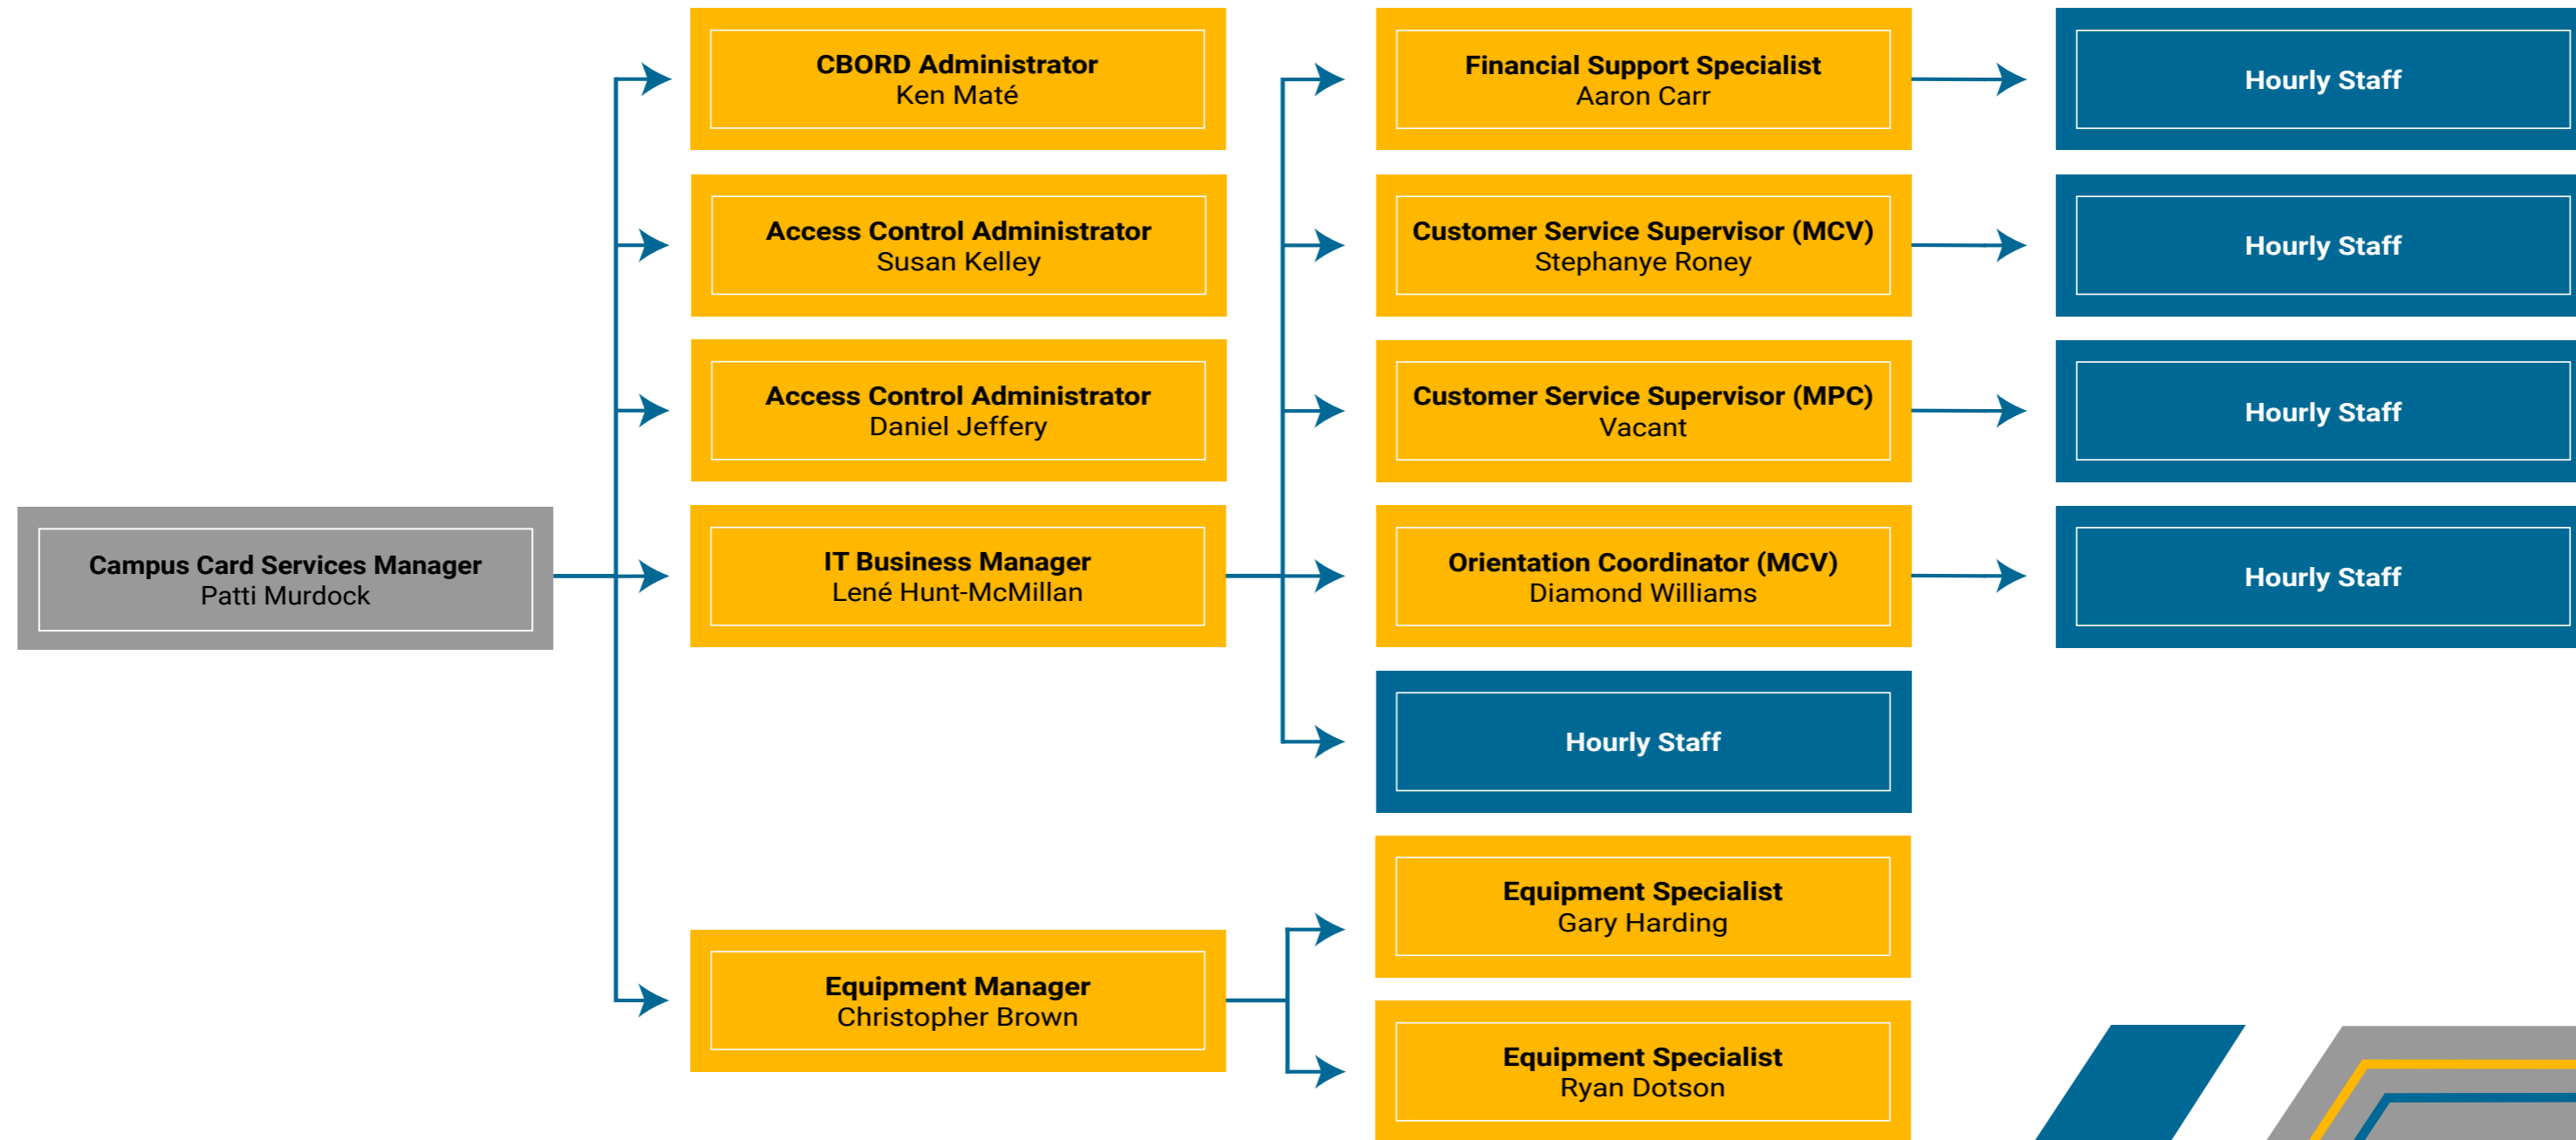 CBORD Administrator
Ken Maté
Financial Support Specialist
Aaron Carr
Hourly Staff
Access Control Administrator
Susan Kelley
Customer Service Supervisor (MCV)
Stephanye Roney
Hourly Staff
Access Control Administrator
Daniel Jeffery
Customer Service Supervisor (MPC)
Vacant
Hourly Staff
Campus Card Services Manager
Patti Murdock
IT Business Manager
Lené Hunt-McMillan
Orientation Coordinator (MCV)
Diamond Williams
Hourly Staff
Hourly Staff
Equipment Manager
Christopher Brown
Equipment Specialist
Gary Harding
Equipment Specialist
Ryan Dotson